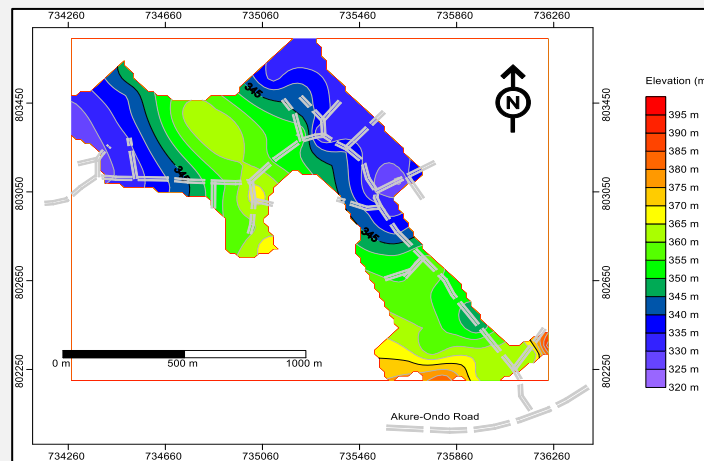 734260 734660 735060 735460 735860 736260
Elevation (m
803450
803050
802650
802250
803450
803050
802650
802250
345
345
345
N
395 m
390 m
385 m
380 m
375 m
370 m
365 m
360 m
355 m
350 m
345 m
340 m
335 m
330 m
325 m
320 m
0 m 500 m 1000 m
Akure-Ondo Road
734260 734660 735060 735460 735860 736260